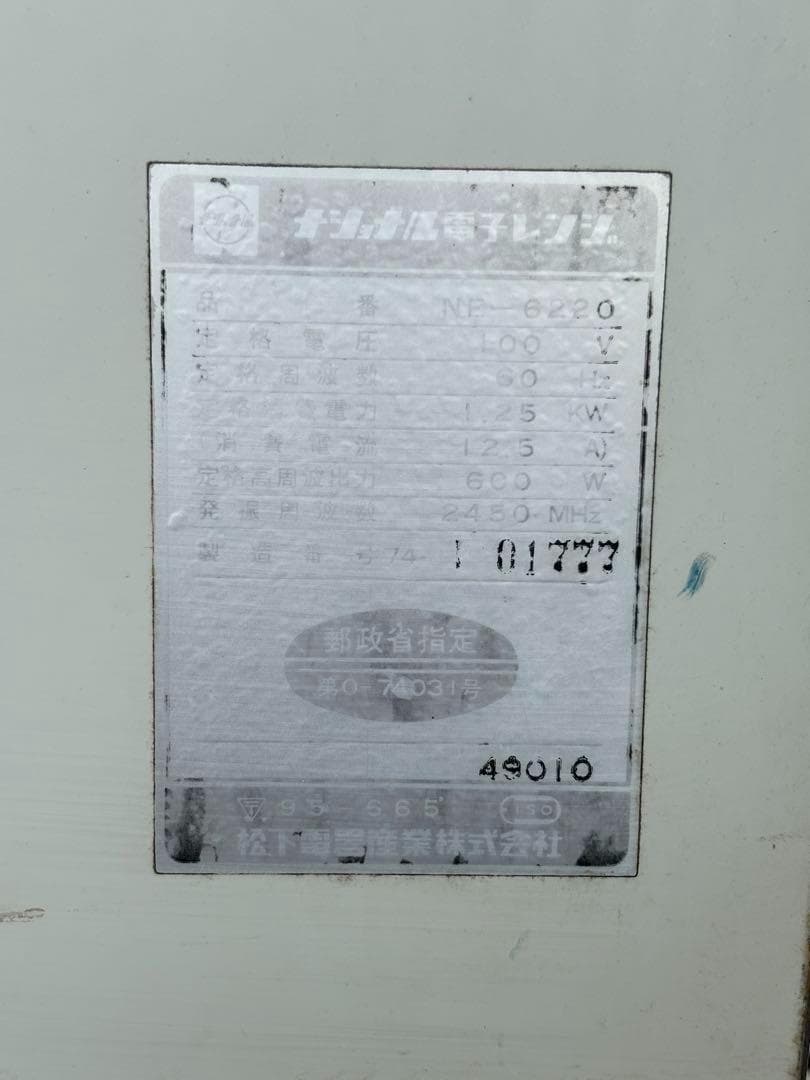 ナショナル電子レンジ
品番 NE-6220
定格電圧 100 V
定格周波数 60 Hz
定格消費電力 1.25 KW
(消費電流 12.5 A)
定格高周波出力 600 W
発振周波数 2450 MHz
製造 号 74- 01777
郵政省指定
第0-74031号
49010
〒 95-665 ISO
松下電器産業株式会社